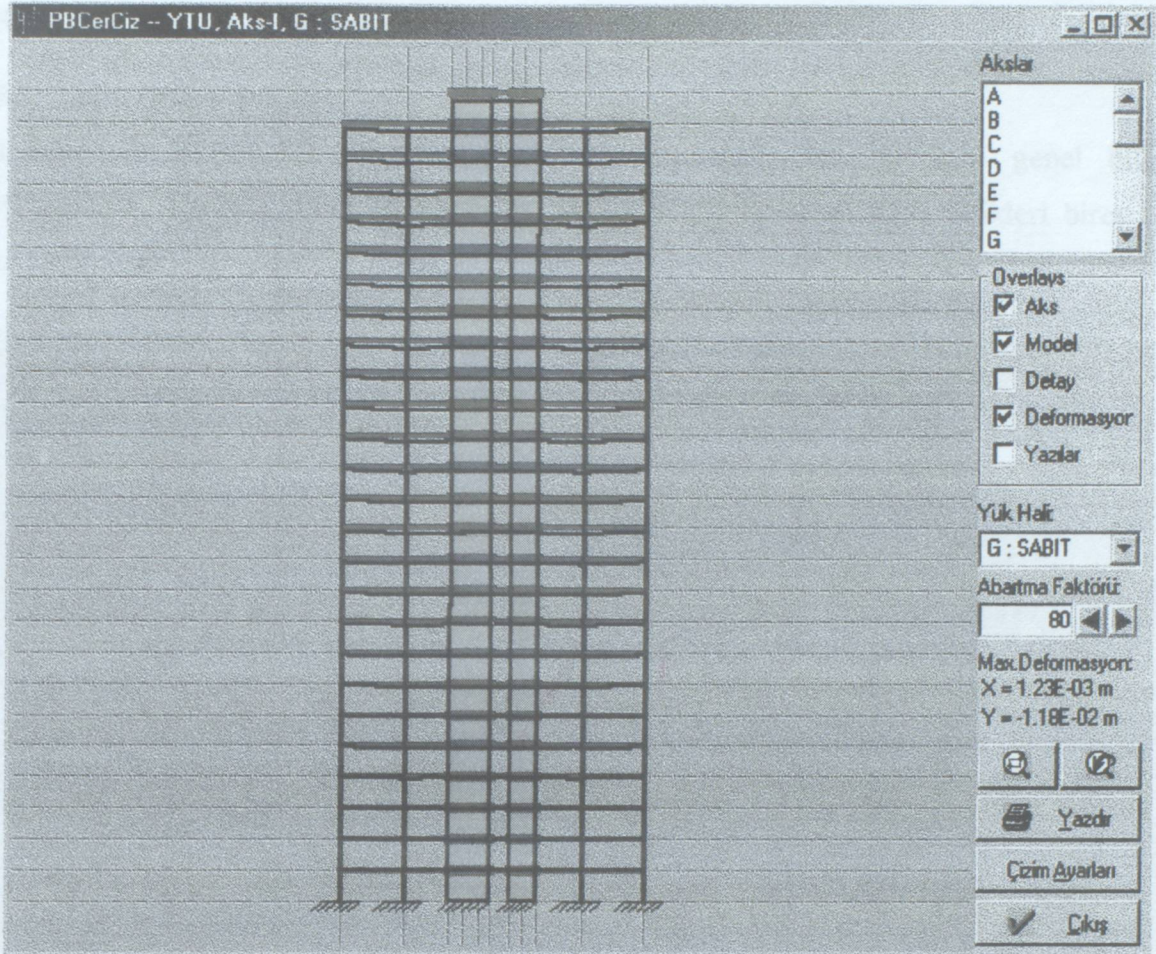 PBCerCiz -- YTU, Aks-I, G : SABIT
Akslar
A
B
C
D
E
F
G
Overlays
Aks
Model
Detay
Deformasyor
Yazılar
Yük Hali:
G : SABIT
Abartma Faktörü:
80
Max.Deformasyon:
X = 1.23E-03 m
Y = -1.18E-02 m
Yazdır
Çizim Ayarları
Çıkış